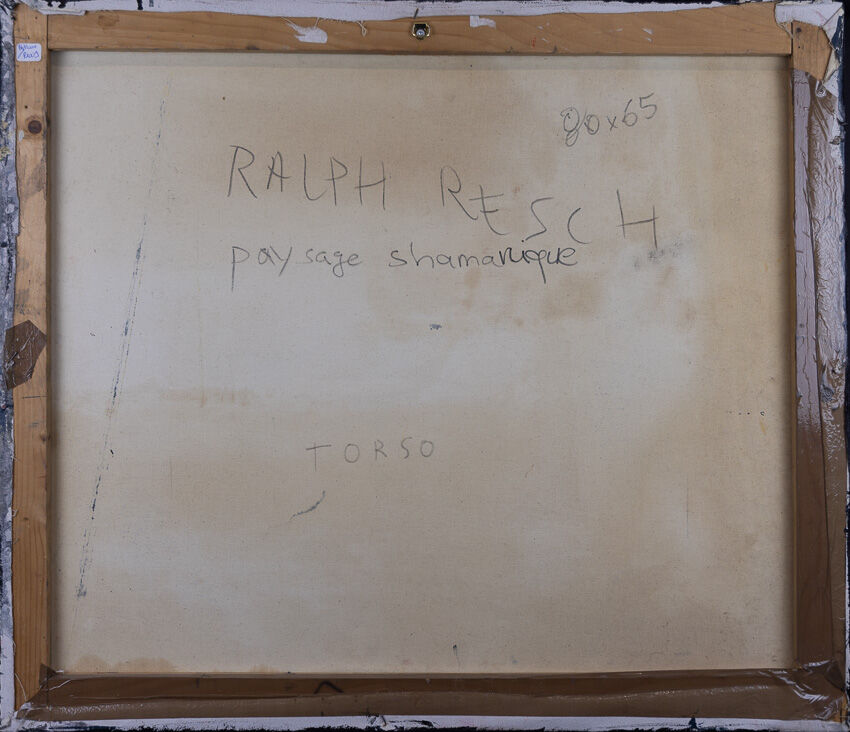 80x65
RALPH RESCH
paysage shamanique
TORSO